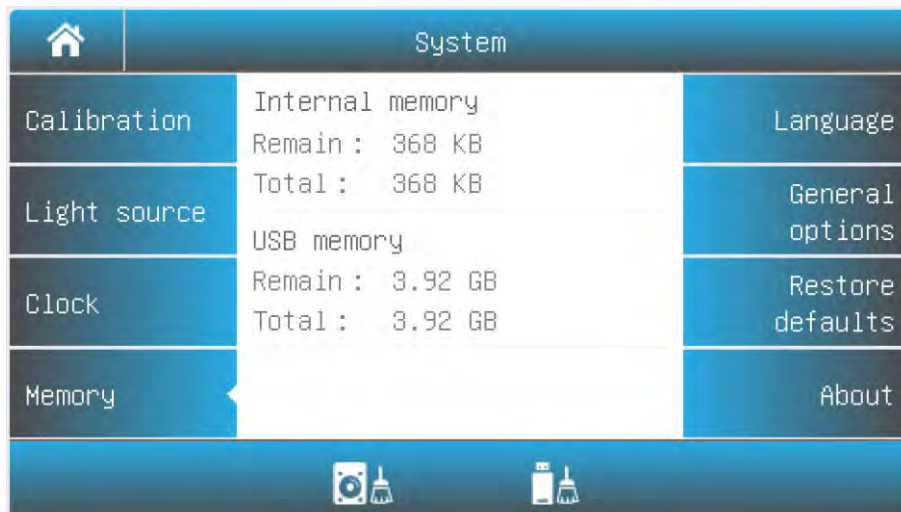 System
Calibration
Light source
Clock
Memory
Internal memory
Remain : 368 KB
Total : 368 KB
USB memory
Remain : 3.92 GB
Total : 3.92 GB
Language
General
options
Restore
defaults
About